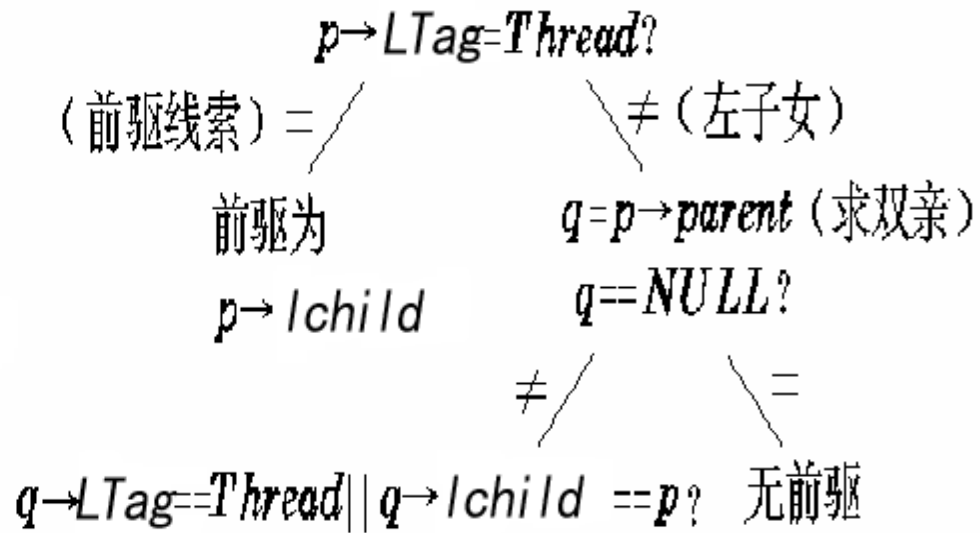 p→LTag=Thread?
（前驱线索）= ≠（左子女）
前驱为 q=p→parent（求双亲）
p→lchild q==NULL?
≠ =
q→LTag==Thread||q→lchild ==p? 无前驱